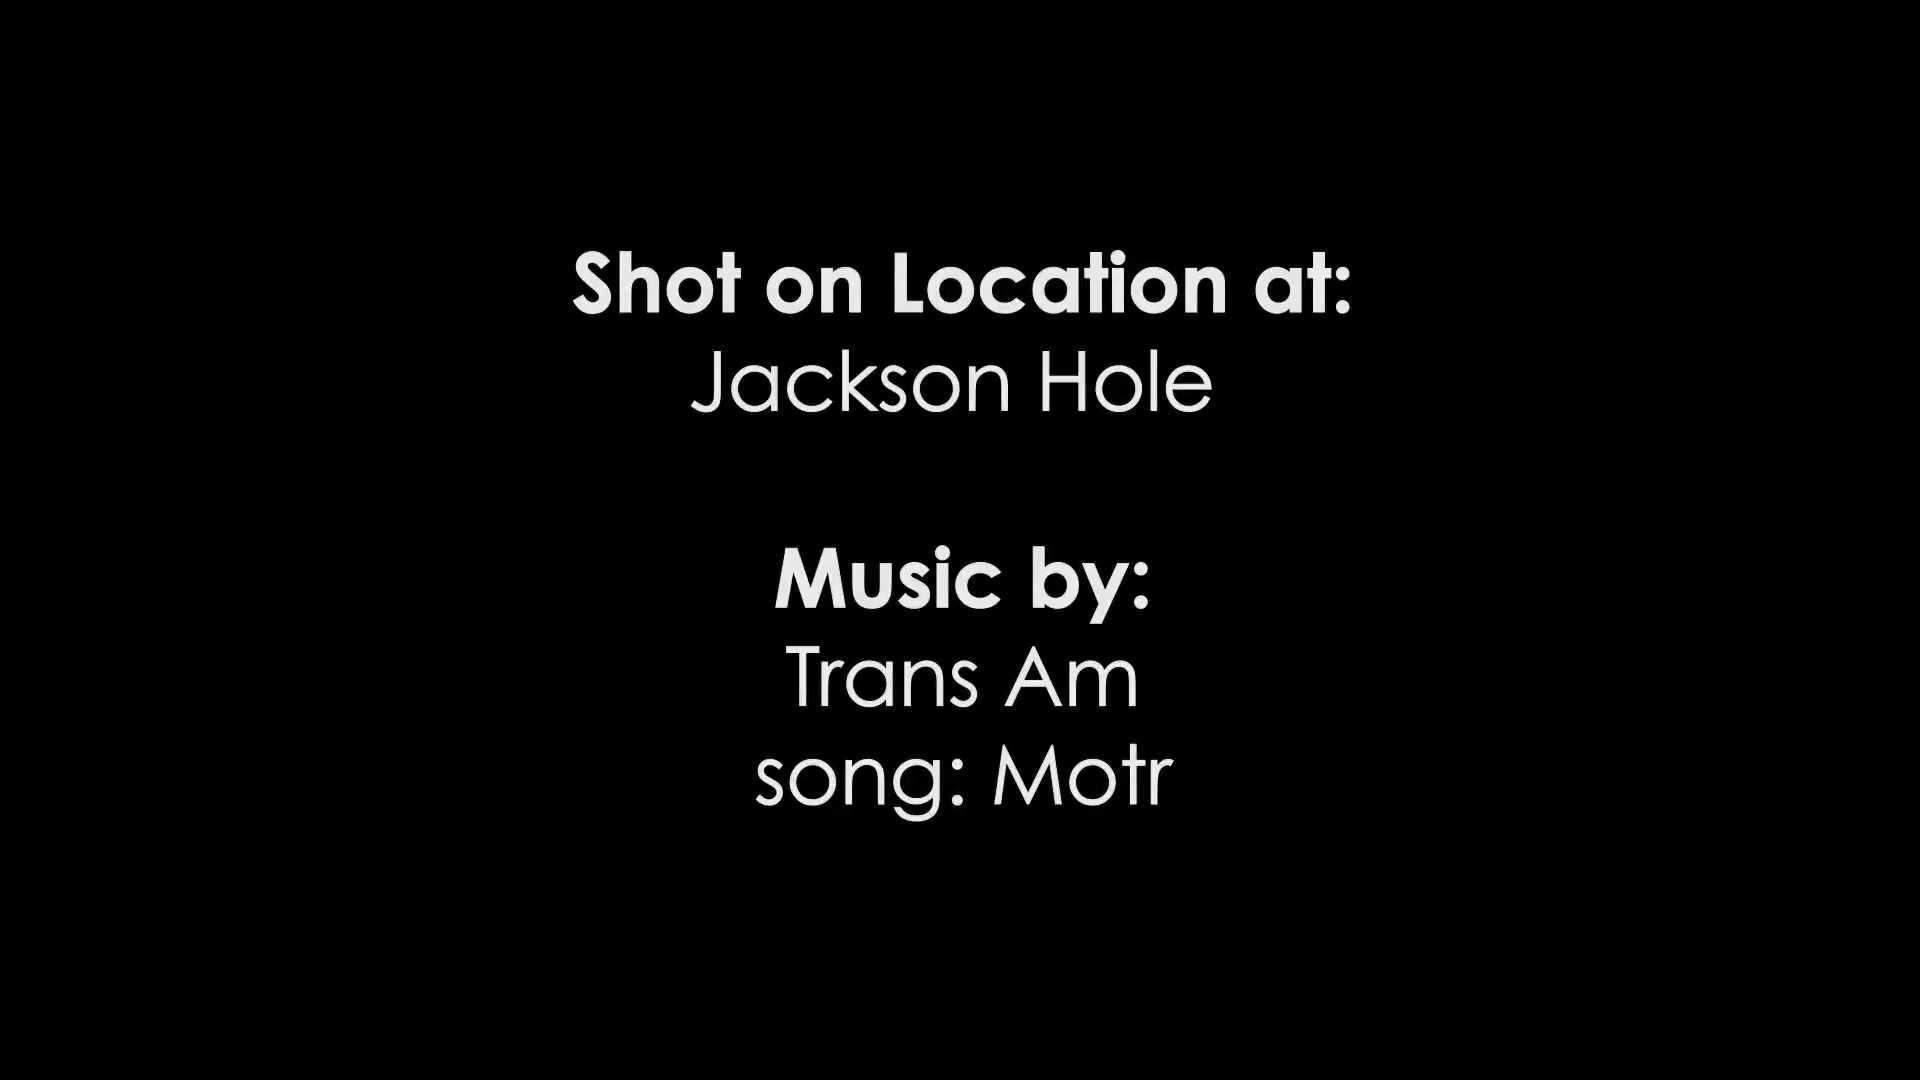 Shot on Location at:
Jackson Hole
Music by:
Trans Am
song: Motr